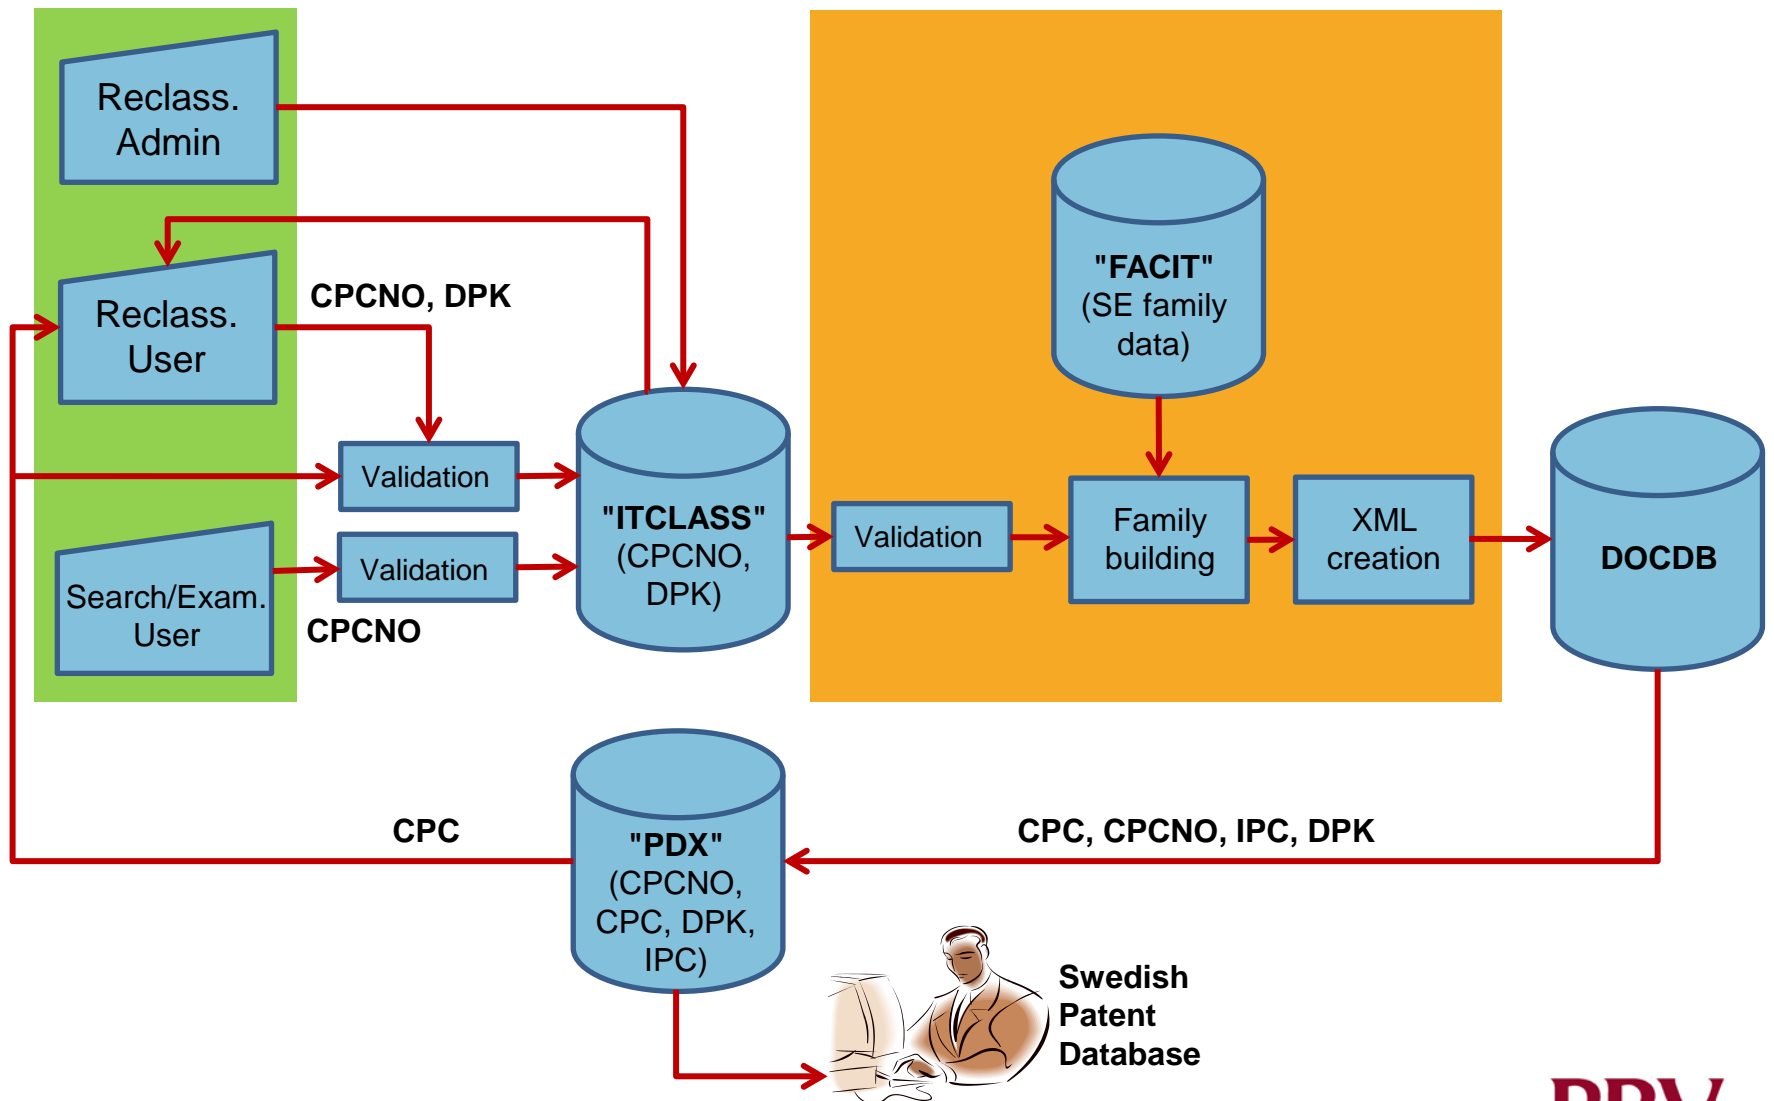 Reclass.
Admin
Reclass.
User
CPCNO, DPK
Validation
Search/Exam.
User
Validation
CPCNO
"ITCLASS"
(CPCNO,
DPK)
"FACIT"
(SE family
data)
Validation
Family
building
XML
creation
DOCDB
CPC
"PDX"
(CPCNO,
CPC, DPK,
IPC)
CPC, CPCNO, IPC, DPK
Swedish
Patent
Database